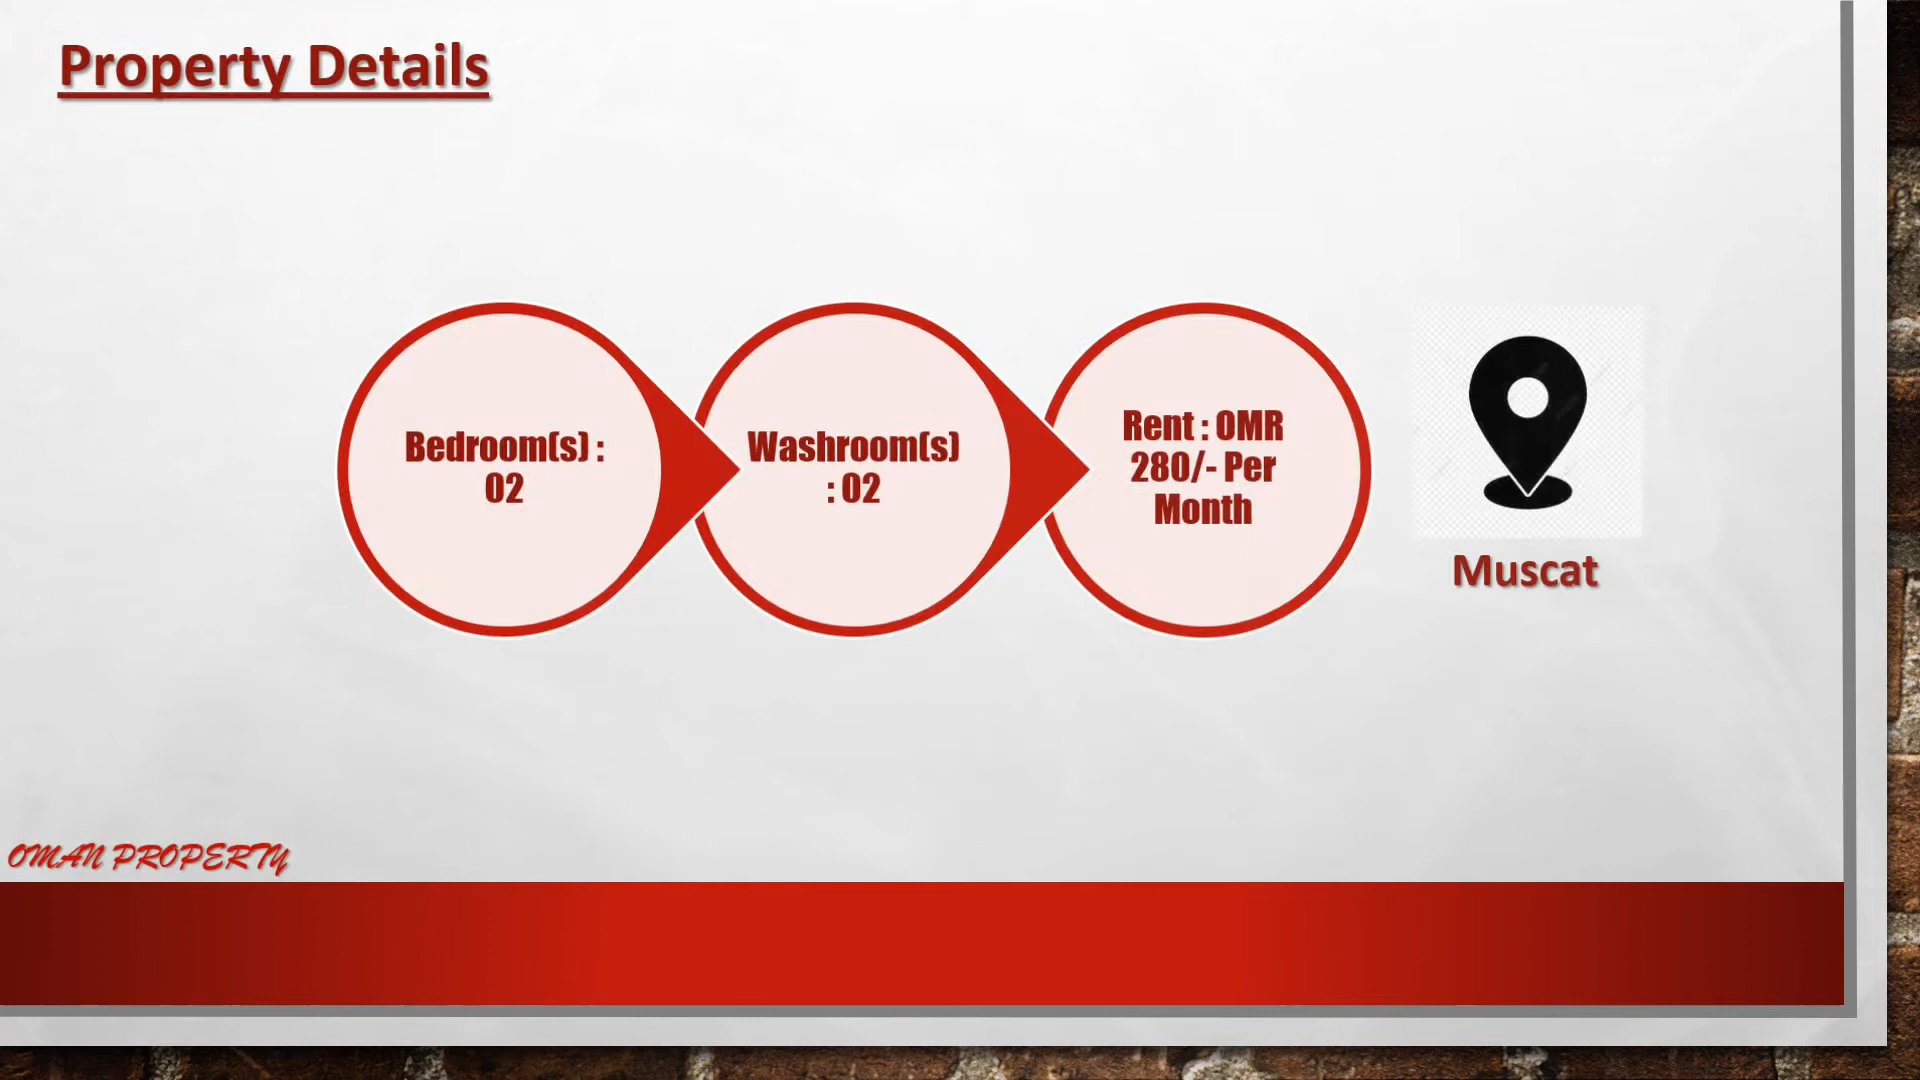 Property Details
Bedroom(s) :
02
Washroom(s)
: 02
Rent : OMR
280/- Per
Month
Muscat
OMAN PROPERTY